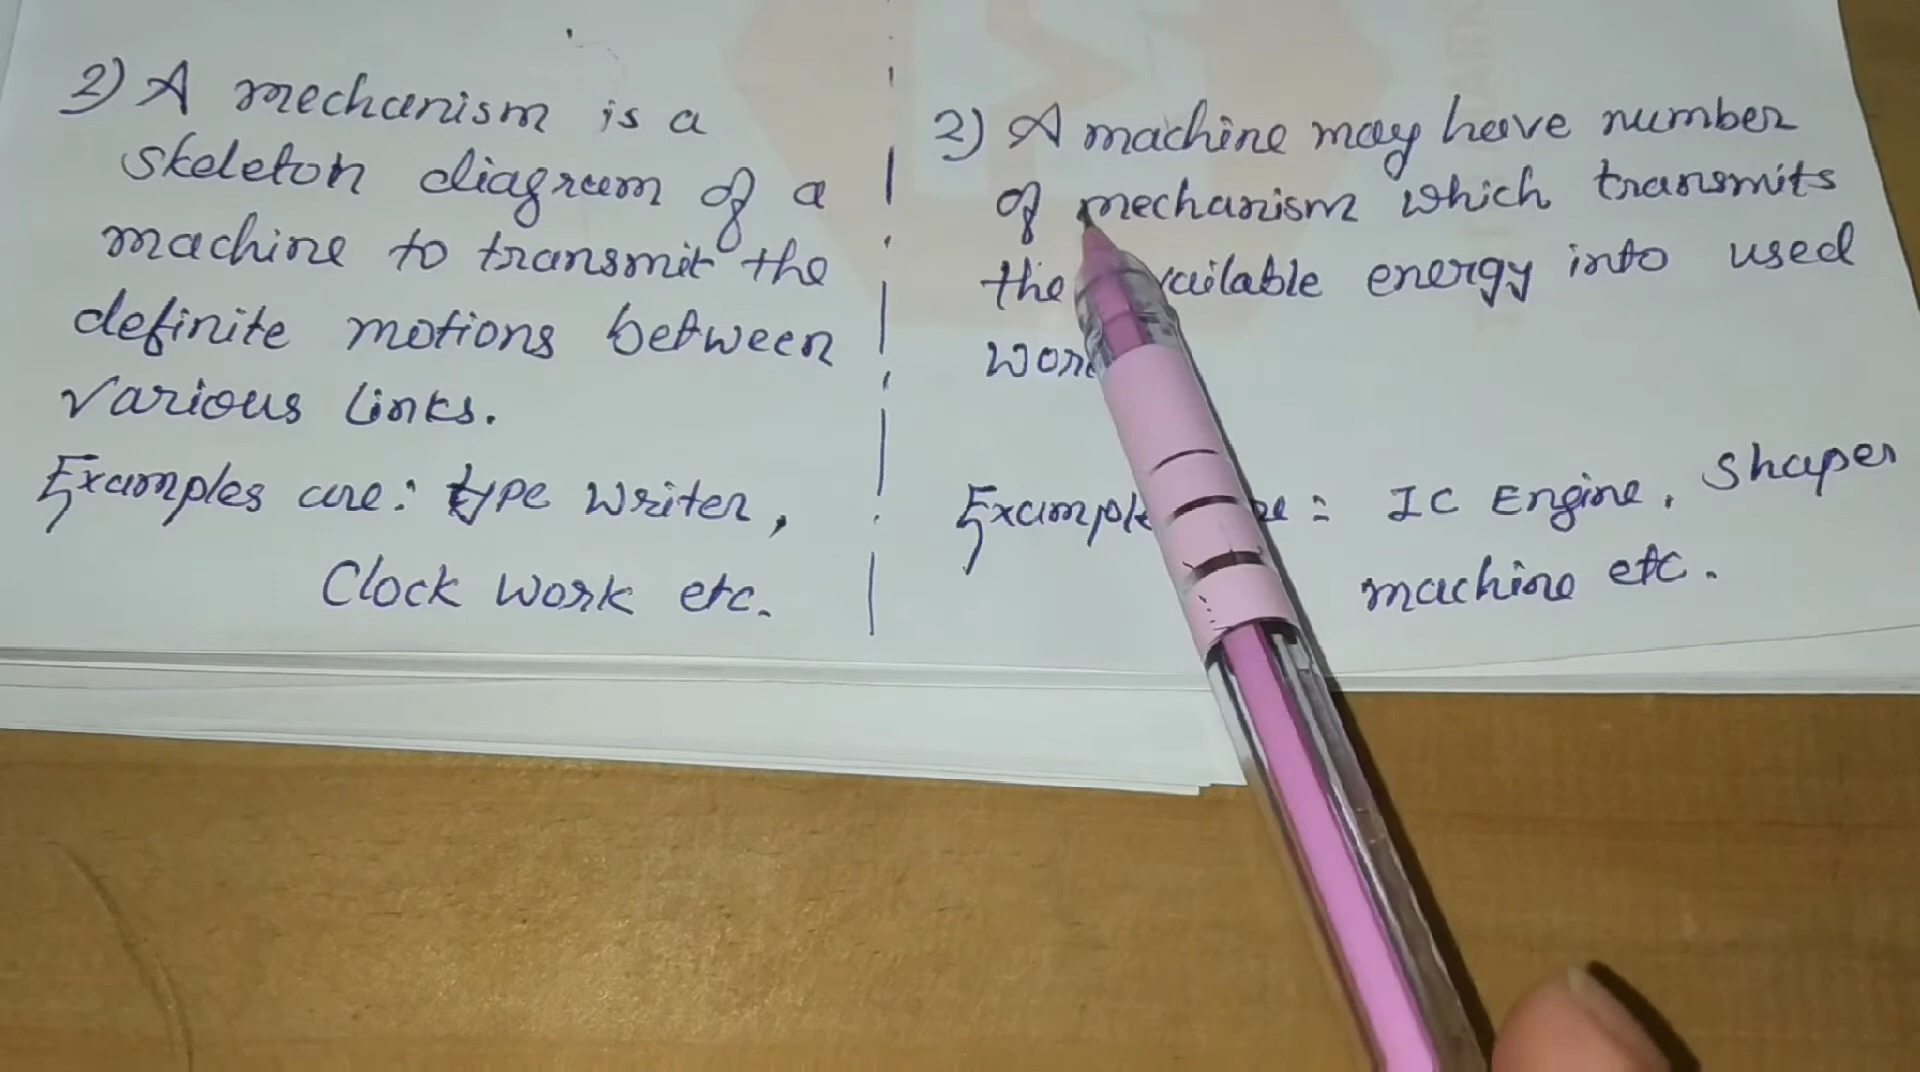 2) A mechanism is a
skeleton diagram of a
machine to transmit the
definite motions between
various links.
Examples are: type writer,
Clock work etc.
2) A machine may have number
of mechanism which transmits
the energy into used
Examples are: IC Engine, Shaper
machine etc.